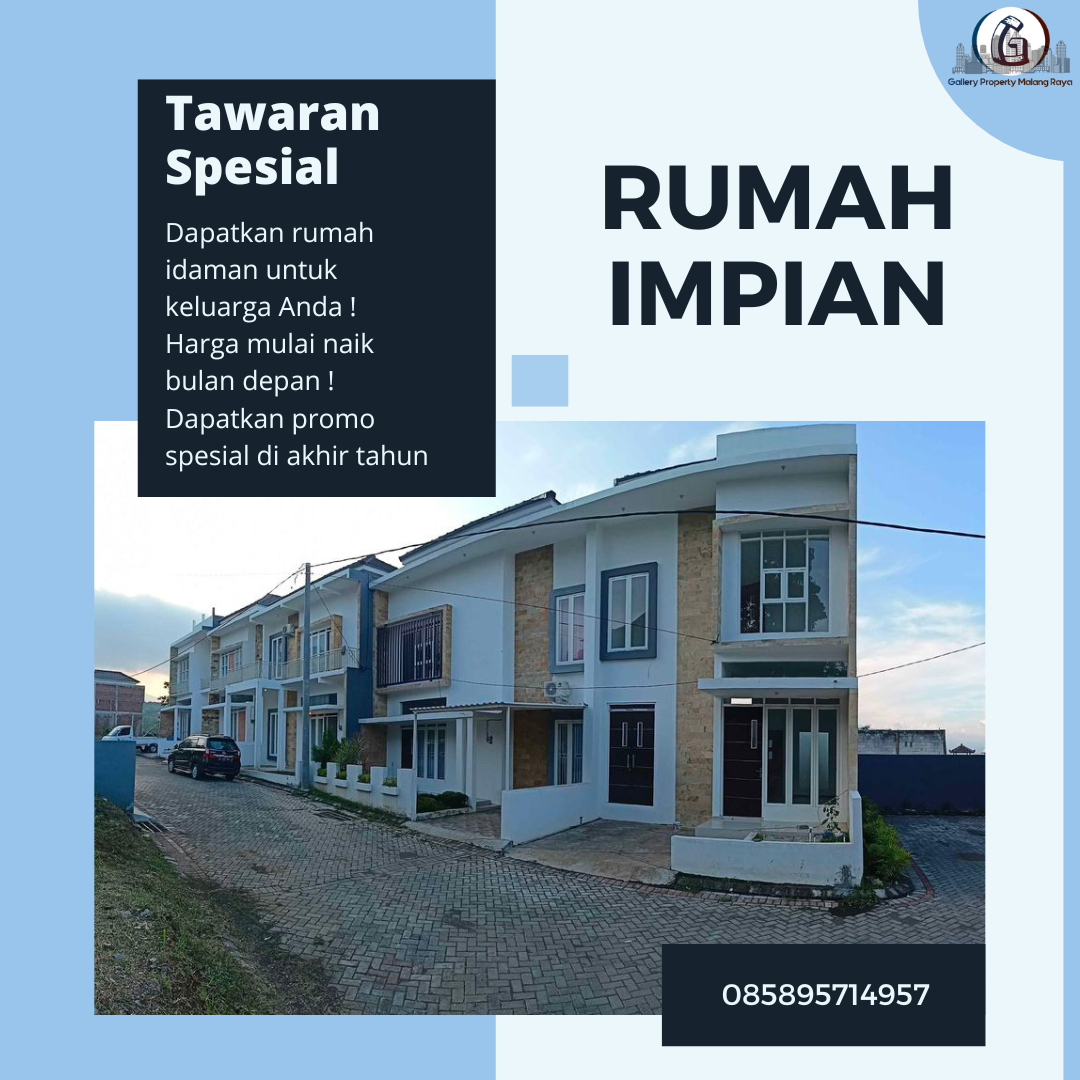 Gallery Property Malang Raya
Tawaran
Spesial
Dapatkan rumah
idaman untuk
keluarga Anda !
Harga mulai naik
bulan depan !
Dapatkan promo
spesial di akhir tahun
RUMAH
IMPIAN
085895714957